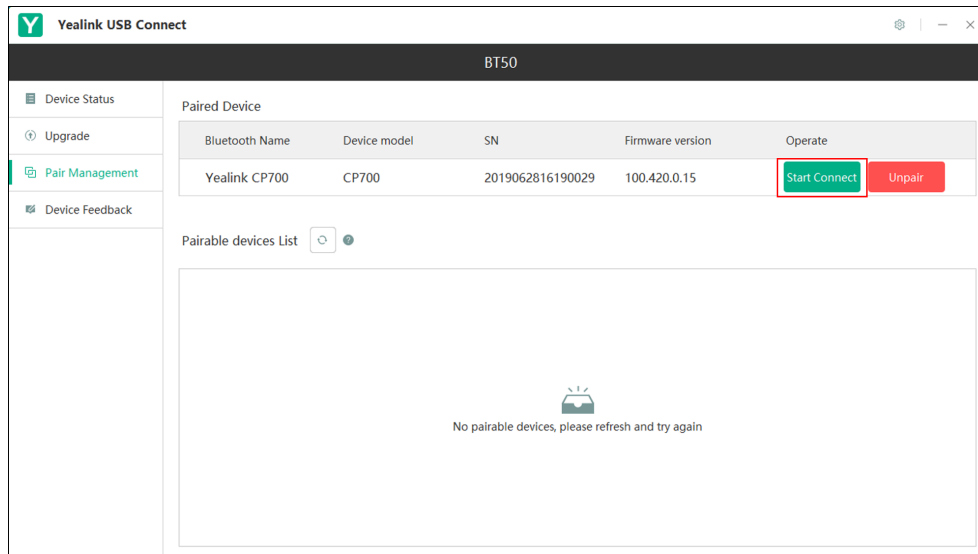 Y Yealink USB Connect
BT50
Device Status
Upgrade
Pair Management
Device Feedback
Paired Device
Bluetooth Name Device model SN Firmware version Operate
Yealink CP700 CP700 2019062816190029 100.420.0.15 Start Connect Unpair
Pairable devices List ?
No pairable devices, please refresh and try again